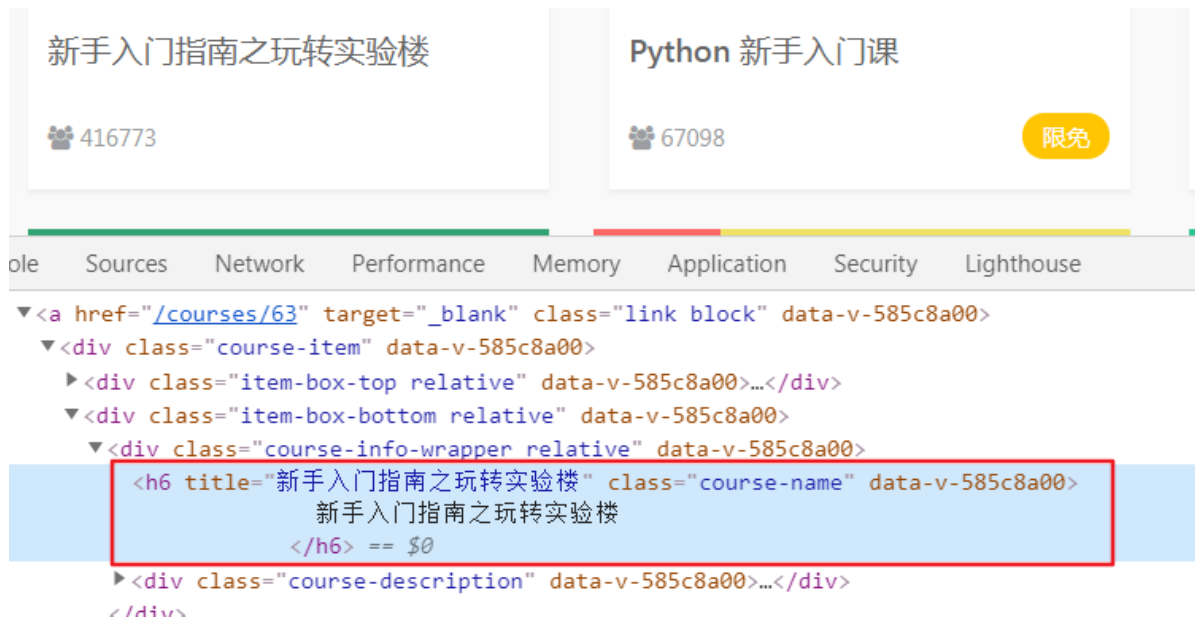 新手入门指南之玩转实验楼
Python 新手入门课
416773
67098
限免
ole Sources Network Performance Memory Application Security Lighthouse
▼<a href="/courses/63" target="_blank" class="link block" data-v-585c8a00>
▼<div class="course-item" data-v-585c8a00>
▶<div class="item-box-top relative" data-v-585c8a00>…</div>
▼<div class="item-box-bottom relative" data-v-585c8a00>
▼<div class="course-info-wrapper relative" data-v-585c8a00>
<h6 title="新手入门指南之玩转实验楼" class="course-name" data-v-585c8a00>
新手入门指南之玩转实验楼
</h6> == $0
▶<div class="course-description" data-v-585c8a00>…</div>
</div>